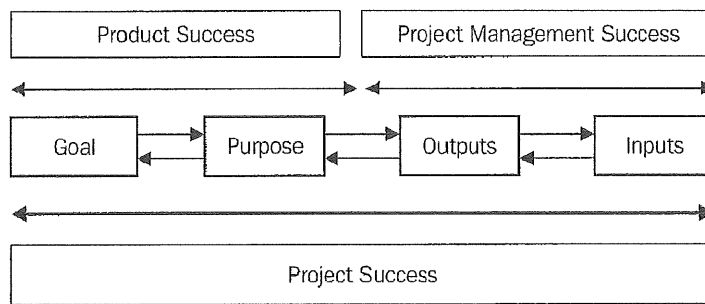 Product Success
Project Management Success
Goal
Purpose
Outputs
Inputs
Project Success